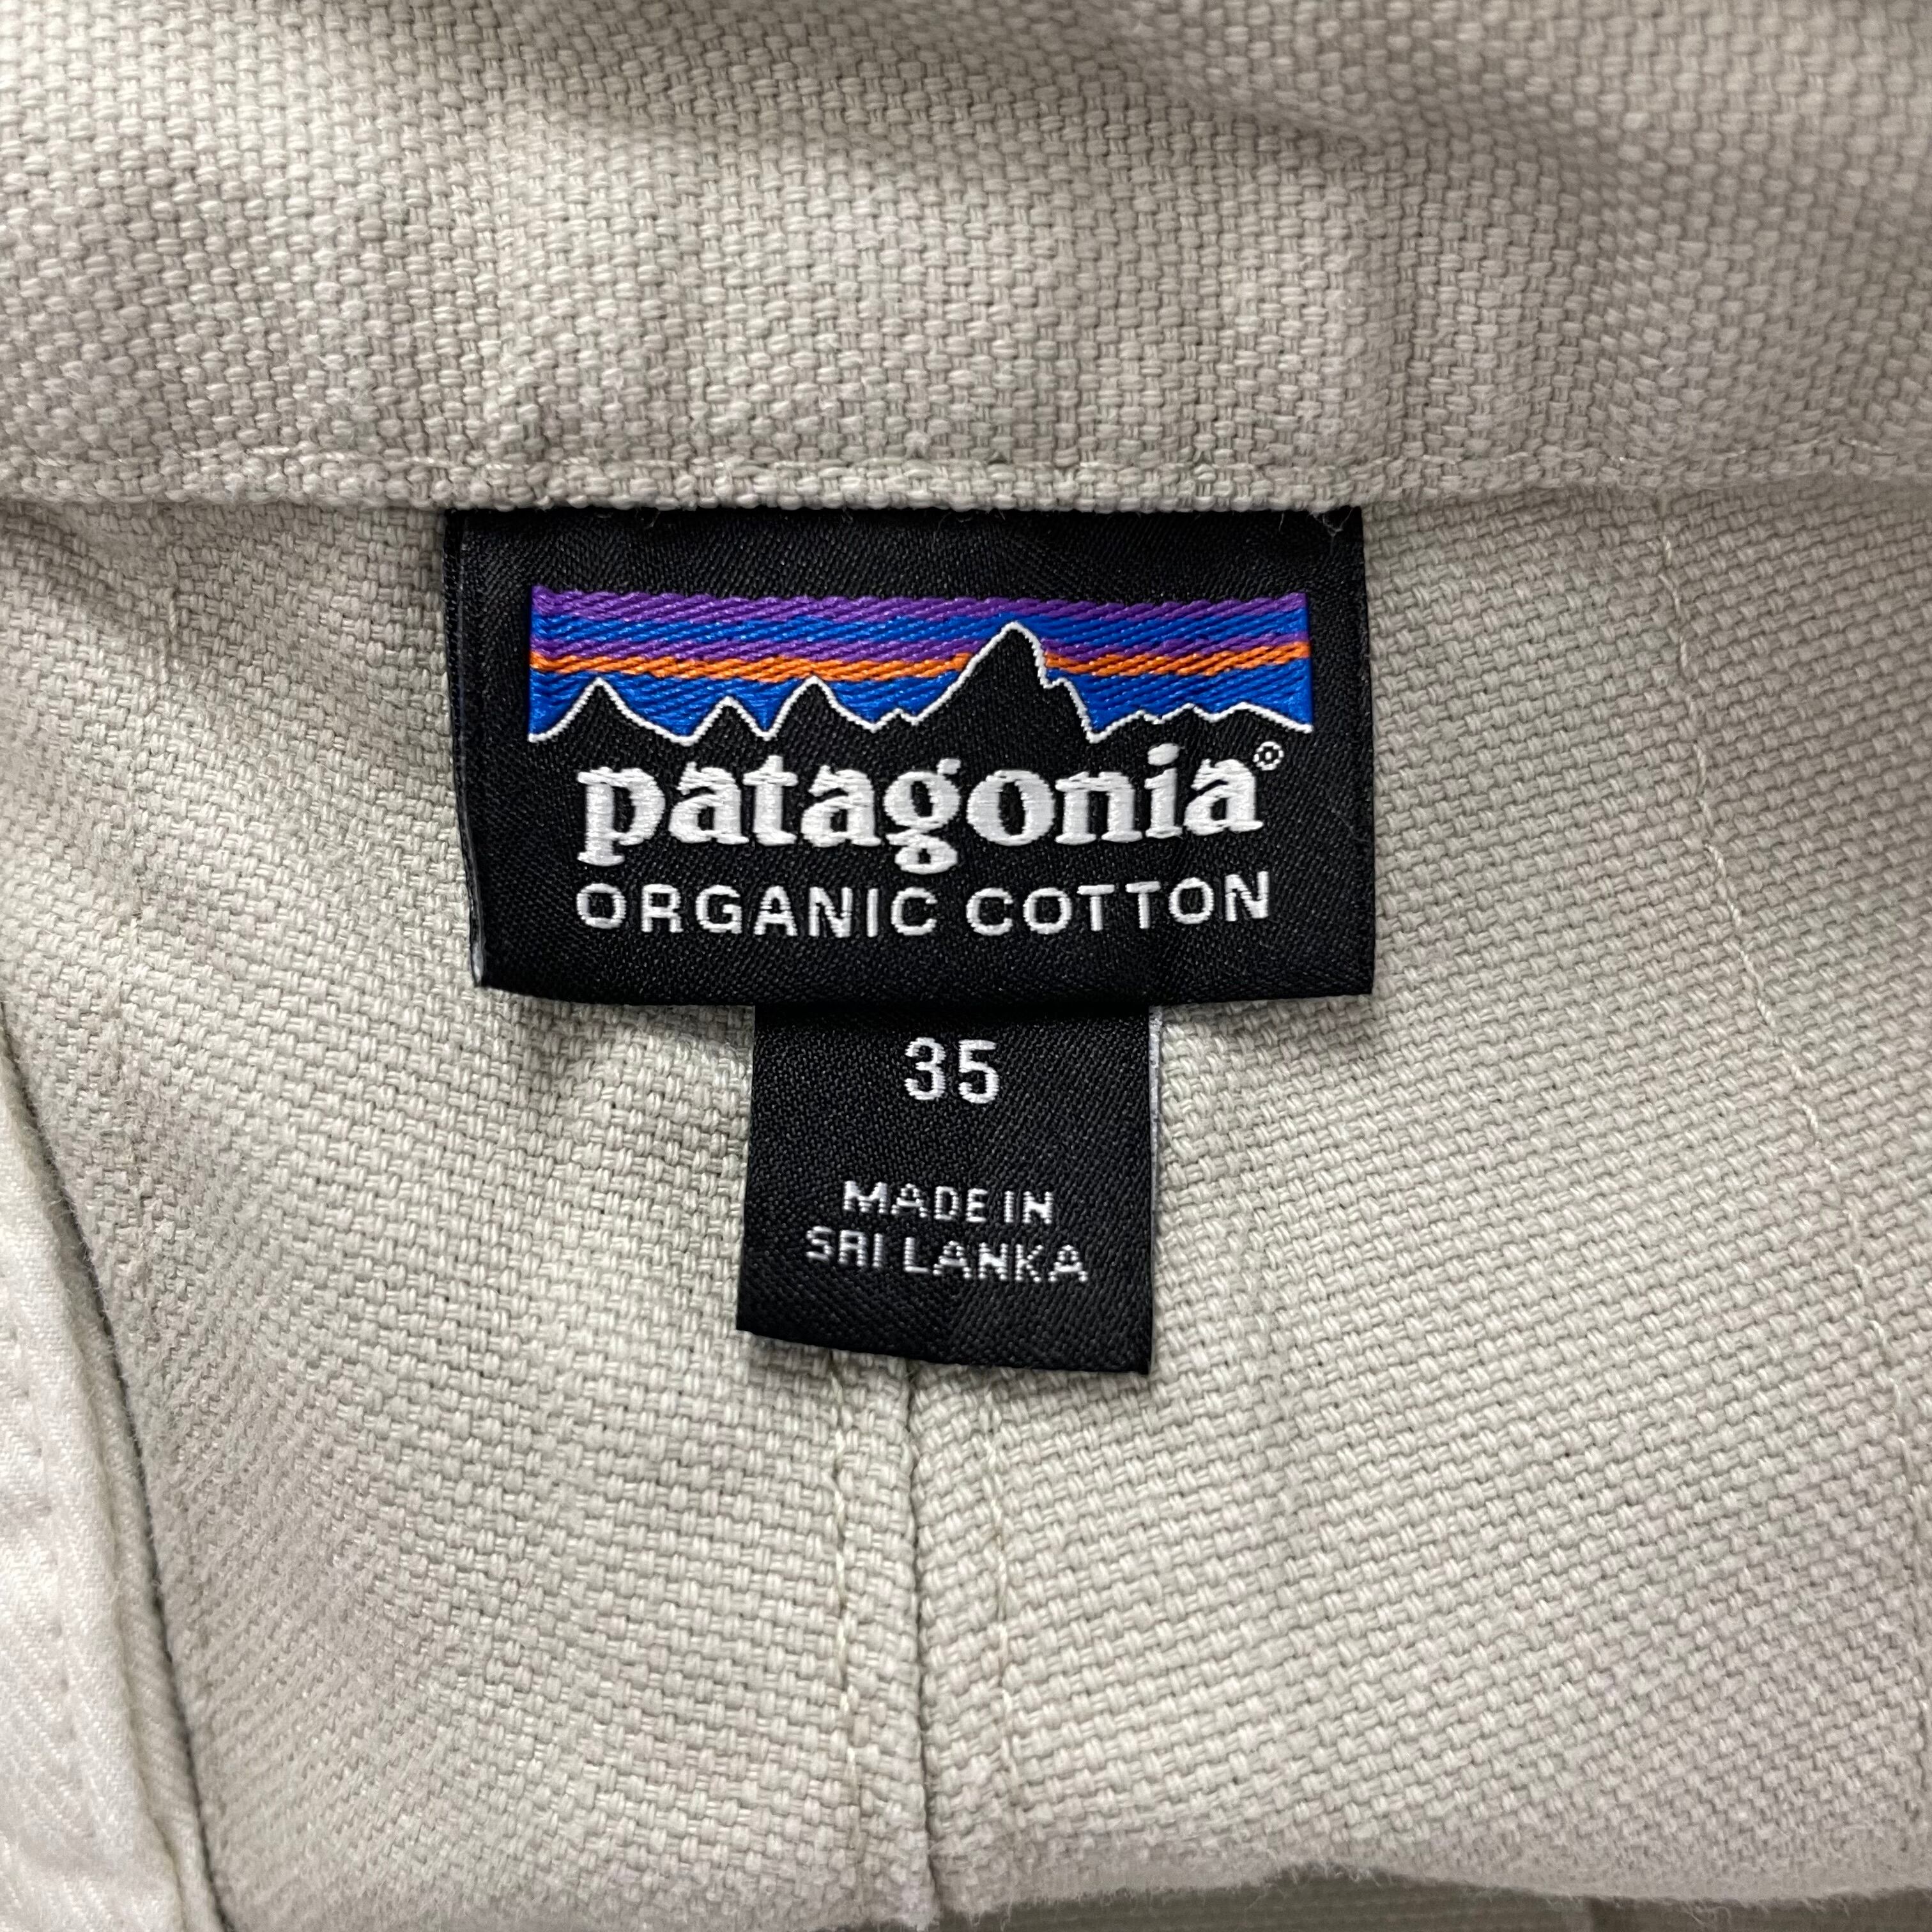 patagonia®
ORGANIC COTTON
35
MADE IN
SRI LANKA